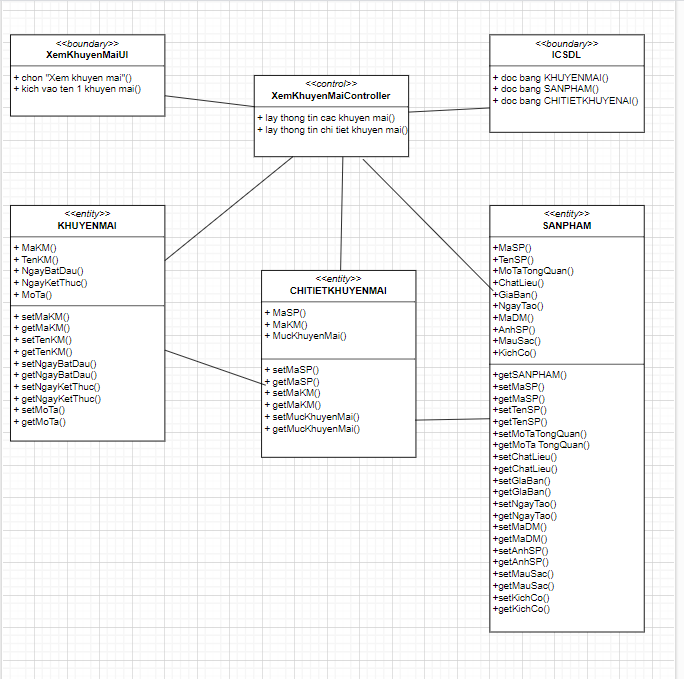 <<boundary>>
XemKhuyenMaiUI
+ chon "Xem khuyen mai"()
+ kich vao ten 1 khuyen mai()
<<control>>
XemKhuyenMaiController
+ lay thong tin cac khuyen mai()
+ lay thong tin chi tiet khuyen mai()
<<boundary>>
ICSDL
+ doc bang KHUYENMAI()
+ doc bang SANPHAM()
+ doc bang CHITIETKHUYENAI()
<<entity>>
KHUYENMAI
+ MaKM()
+ TenKM()
+ NgayBatDau()
+ NgayKetThuc()
+ MoTa()
+ setMaKM()
+ getMaKM()
+ setTenKM()
+ getTenKM()
+ setNgayBatDau()
+ getNgayBatDau()
+ setNgayKetThuc()
+ getNgayKetThuc()
+ setMoTa()
+ getMoTa()
<<entity>>
CHITIETKHUYENMAI
+ MaSP()
+ MaKM()
+ MucKhuyenMai()
+ setMaSP()
+ getMaSP()
+ setMaKM()
+ getMaKM()
+ setMucKhuyenMai()
+ getMucKhuyenMai()
<<entity>>
SANPHAM
+MaSP()
+TenSP()
+MoTaTongQuan()
+ChatLieu()
+GiaBan()
+NgayTao()
+MaDM()
+AnhSP()
+MauSac()
+KichCo()
+getSANPHAM()
+setMaSP()
+getMaSP()
+setTenSP()
+getTenSP()
+setMoTaTongQuan()
+getMoTa TongQuan()
+setChatLieu()
+getChatLieu()
+setGIaBan()
+getGIaBan()
+setNgayTao()
+getNgayTao()
+setMaDM()
+getMaDM()
+setAnhSP()
+getAnhSP()
+setMauSac()
+getMauSac()
+setKichCo()
+getKichCo()